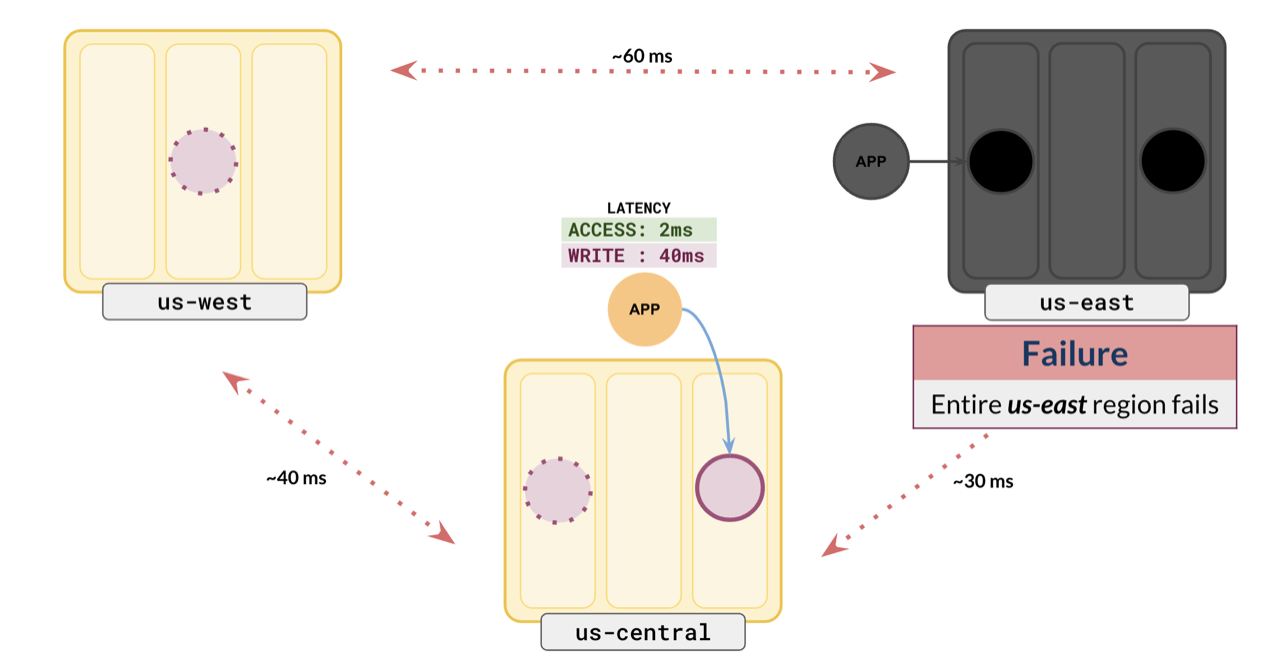 ~60 ms
APP
LATENCY
ACCESS: 2ms
WRITE : 40ms
us-west
APP
us-east
Failure
Entire us-east region fails
~40 ms
~30 ms
us-central